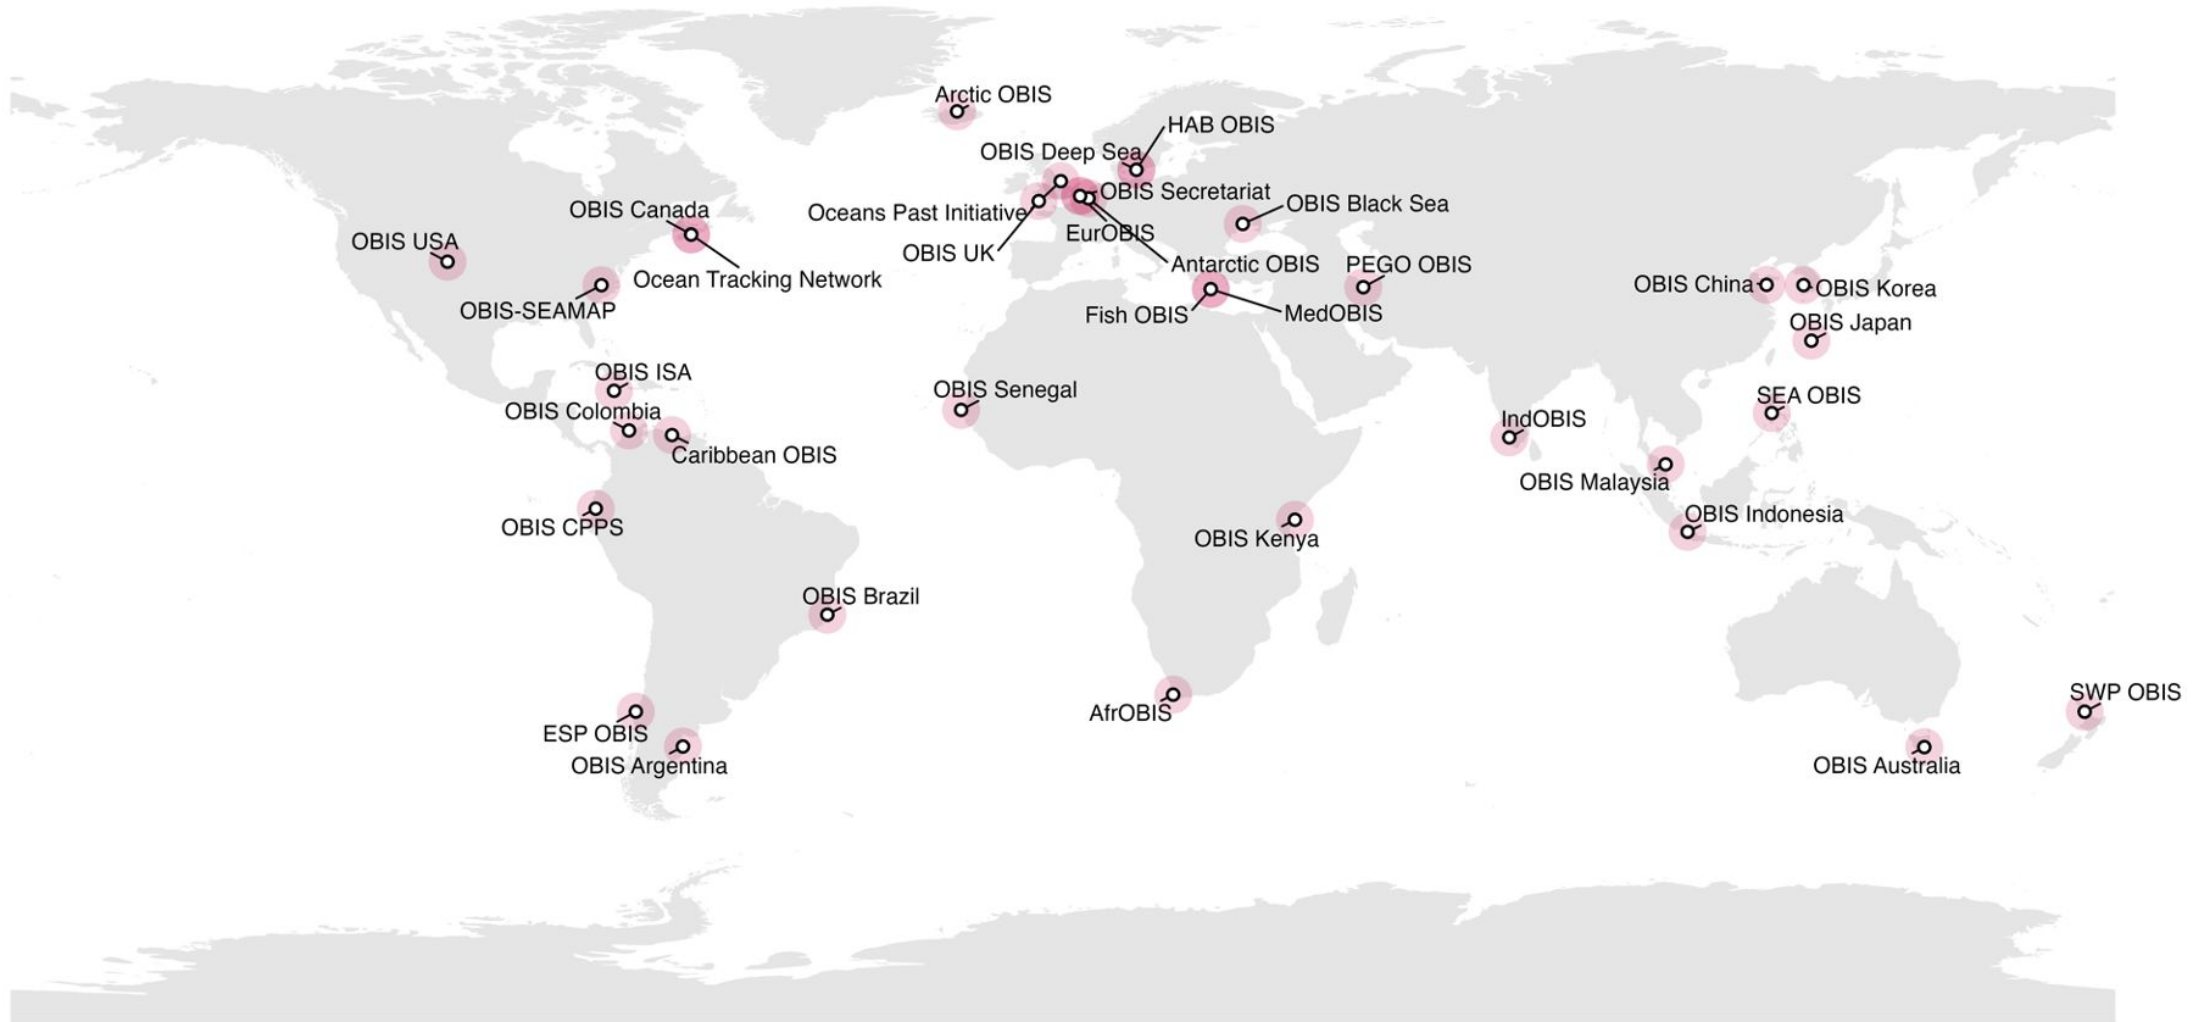 Arctic OBIS
HAB OBIS
OBIS Deep Sea
OBIS Secretariat
OBIS Black Sea
OBIS Canada
Oceans Past Initiative
EurOBIS
OBIS USA
OBIS UK
Antarctic OBIS
PEGO OBIS
Ocean Tracking Network
OBIS China
OBIS Korea
OBIS-SEAMAP
Fish OBIS
MedOBIS
OBIS Japan
OBIS ISA
OBIS Senegal
SEA OBIS
OBIS Colombia
IndOBIS
Caribbean OBIS
OBIS Malaysia
OBIS Indonesia
OBIS CPPS
OBIS Kenya
OBIS Brazil
SWP OBIS
AfrOBIS
ESP OBIS
OBIS Argentina
OBIS Australia